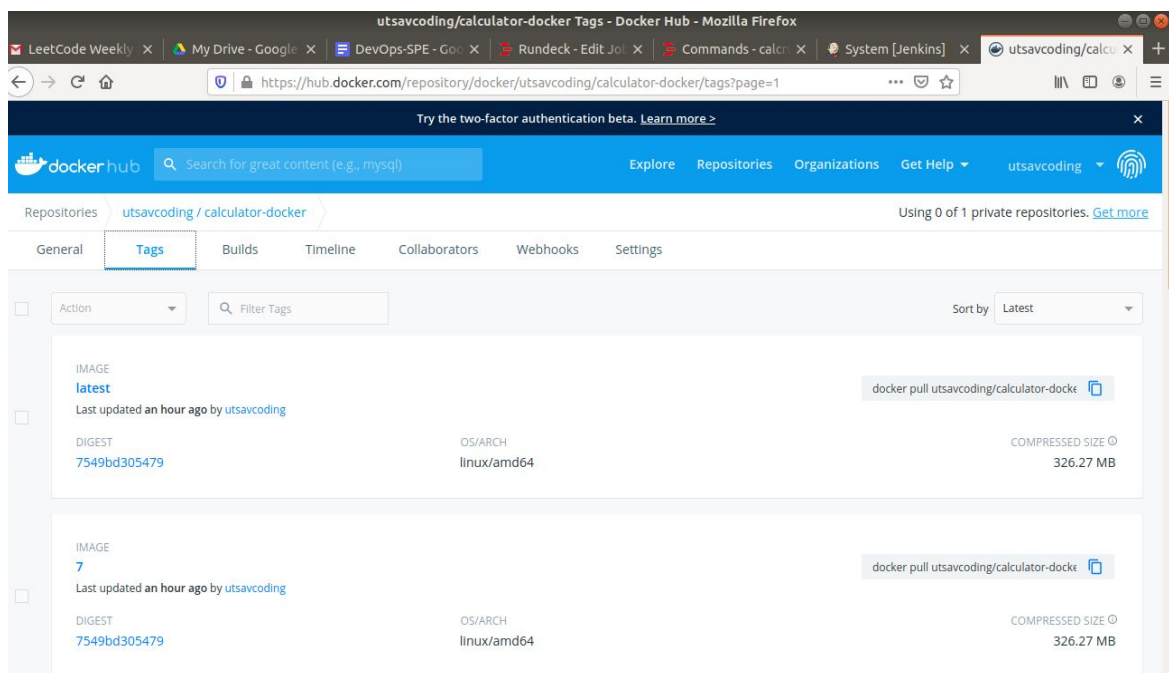 utsavcoding/calculator-docker Tags - Docker Hub - Mozilla Firefox
LeetCode Weekly My Drive - Google DevOps-SPE - Goo Rundeck - Edit Jo Commands - calcr System [Jenkins] utsavcoding/calcu
https://hub.docker.com/repository/docker/utsavcoding/calculator-docker/tags?page=1
Try the two-factor authentication beta. Learn more >
docker hub Search for great content (e.g., mysql) Explore Repositories Organizations Get Help utsavcoding
Repositories utsavcoding / calculator-docker Using 0 of 1 private repositories. Get more
General Tags Builds Timeline Collaborators Webhooks Settings
Action Filter Tags Sort by Latest
IMAGE
latest docker pull utsavcoding/calculator-docke
Last updated an hour ago by utsavcoding
DIGEST OS/ARCH COMPRESSED SIZE
7549bd305479 linux/amd64 326.27 MB
IMAGE
7 docker pull utsavcoding/calculator-docke
Last updated an hour ago by utsavcoding
DIGEST OS/ARCH COMPRESSED SIZE
7549bd305479 linux/amd64 326.27 MB